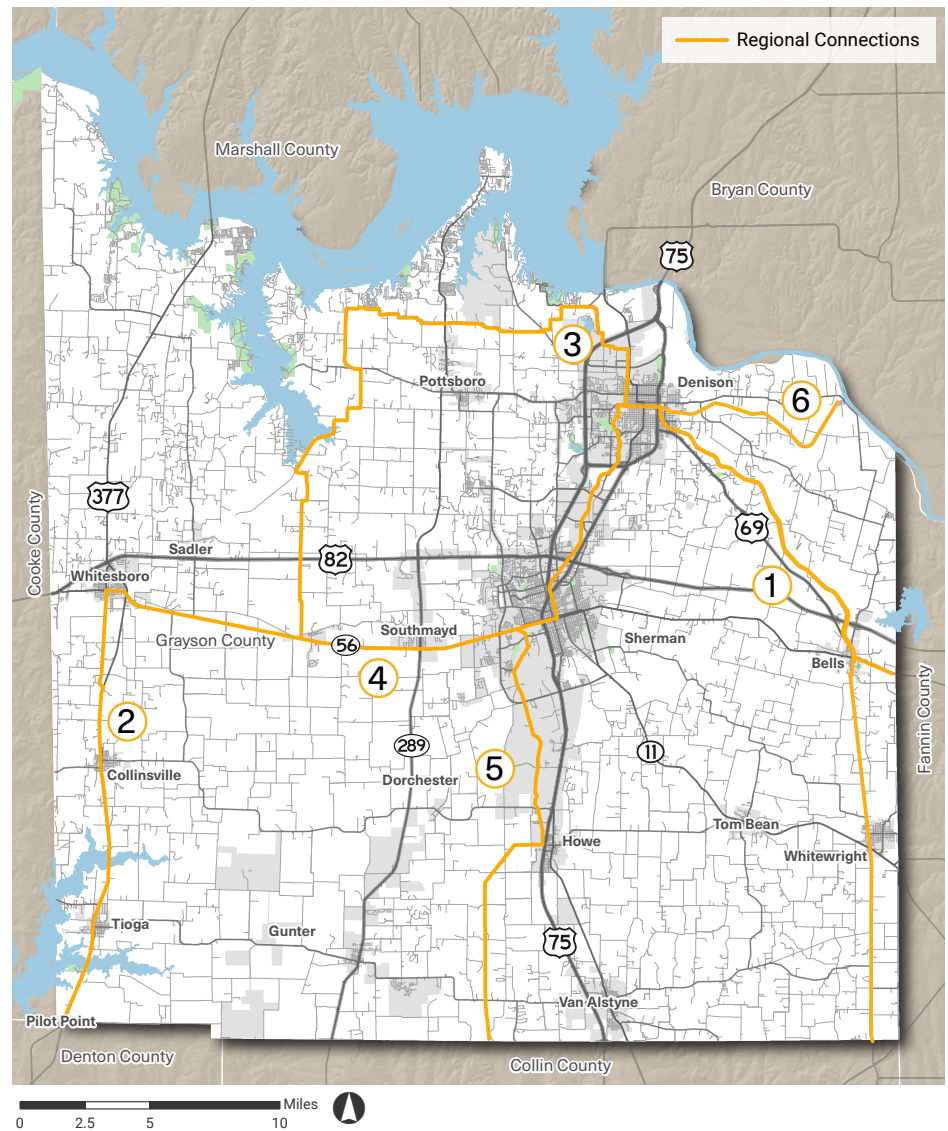 Regional Connections
Marshall County
Bryan County
75
3
Pottsboro
Denison
6
377
Cooke County
69
Sadler
82
Whitesboro
1
Grayson County
56
Southmayd
Sherman
Bells
4
2
Fannin County
289
11
5
Collinsville
Dorchester
Tom Bean
Howe
Whitewright
Tioga
Gunter
75
Van Alstyne
Pilot Point
Denton County
Collin County
Miles
0 2.5 5 10